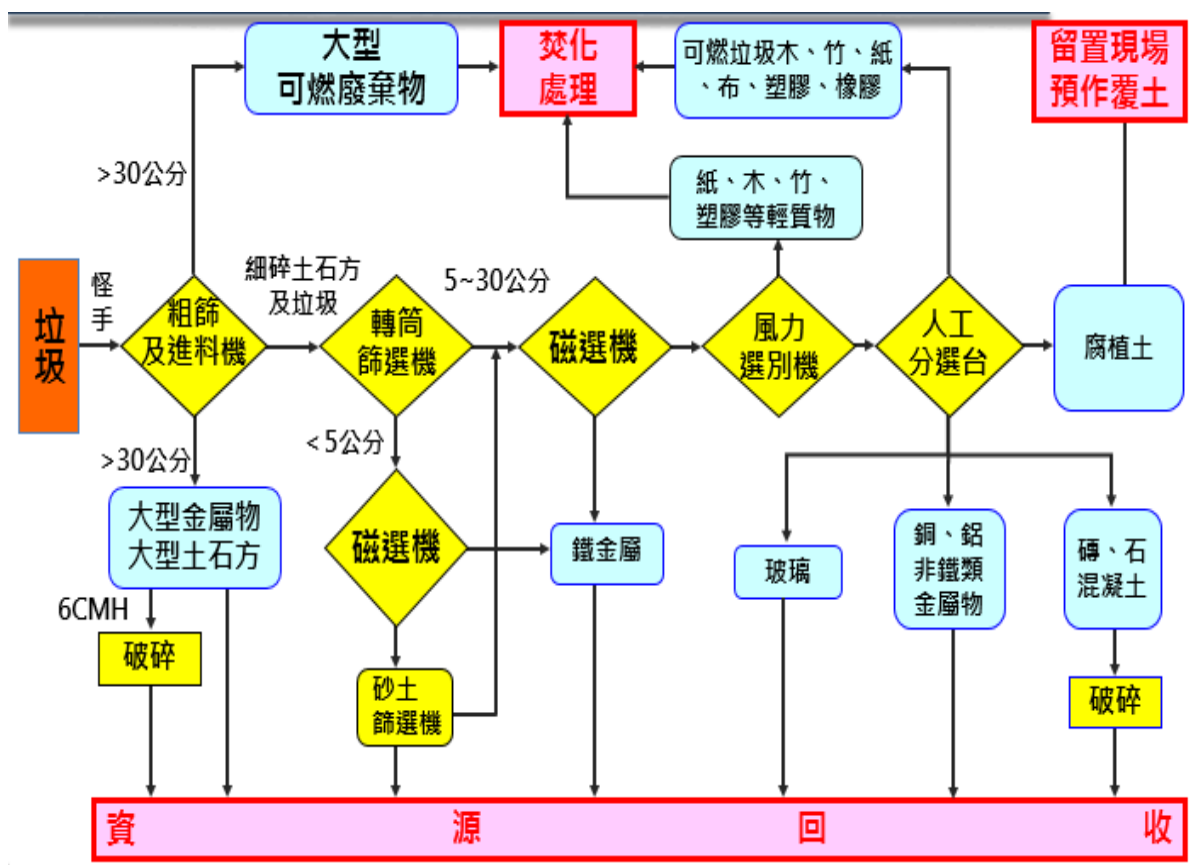 大型
可燃廢棄物
焚化
處理
可燃垃圾木、竹、紙
、布、塑膠、橡膠
留置現場
預作覆土
>30公分
紙、木、竹、
塑膠等輕質物
垃
圾
怪
手
粗篩
及進料機
細碎土石方
及垃圾
轉筒
篩選機
5~30公分
磁選機
風力
選別機
人工
分選台
腐植土
>30公分
<5公分
大型金屬物
大型土石方
磁選機
鐵金屬
玻璃
銅、鋁
非鐵類
金屬物
磚、石
混凝土
6CMH
破碎
砂土
篩選機
破碎
資源回收